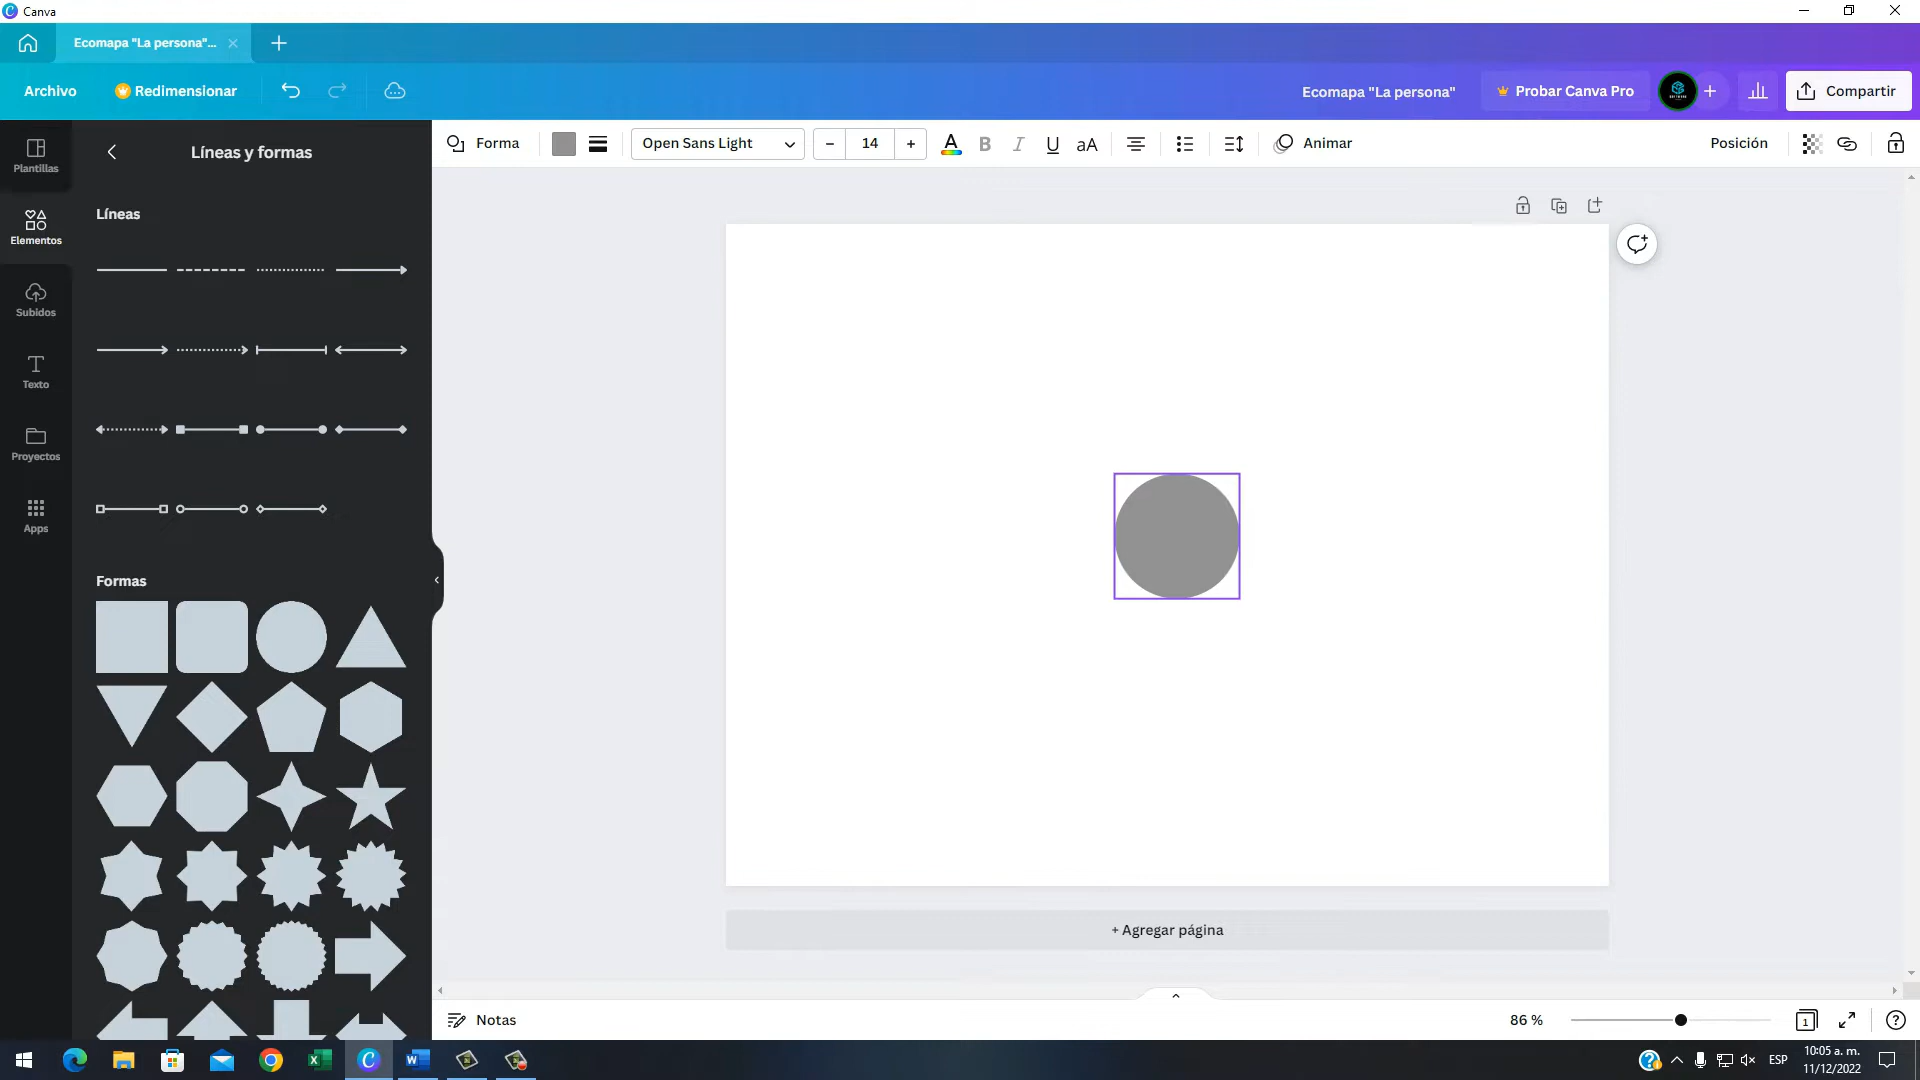 Canva
Ecomapa "La persona"...
Archivo
Redimensionar
Ecomapa "La persona"
Probar Canva Pro
Compartir
Plantillas
Elementos
Subidos
Texto
Proyectos
Apps
Líneas y formas
Líneas
Formas
Forma
Open Sans Light
14
A
B
I
U
aA
Animar
Posición
+ Agregar página
Notas
86 %
1
ESP
10:05 a. m.
11/12/2022